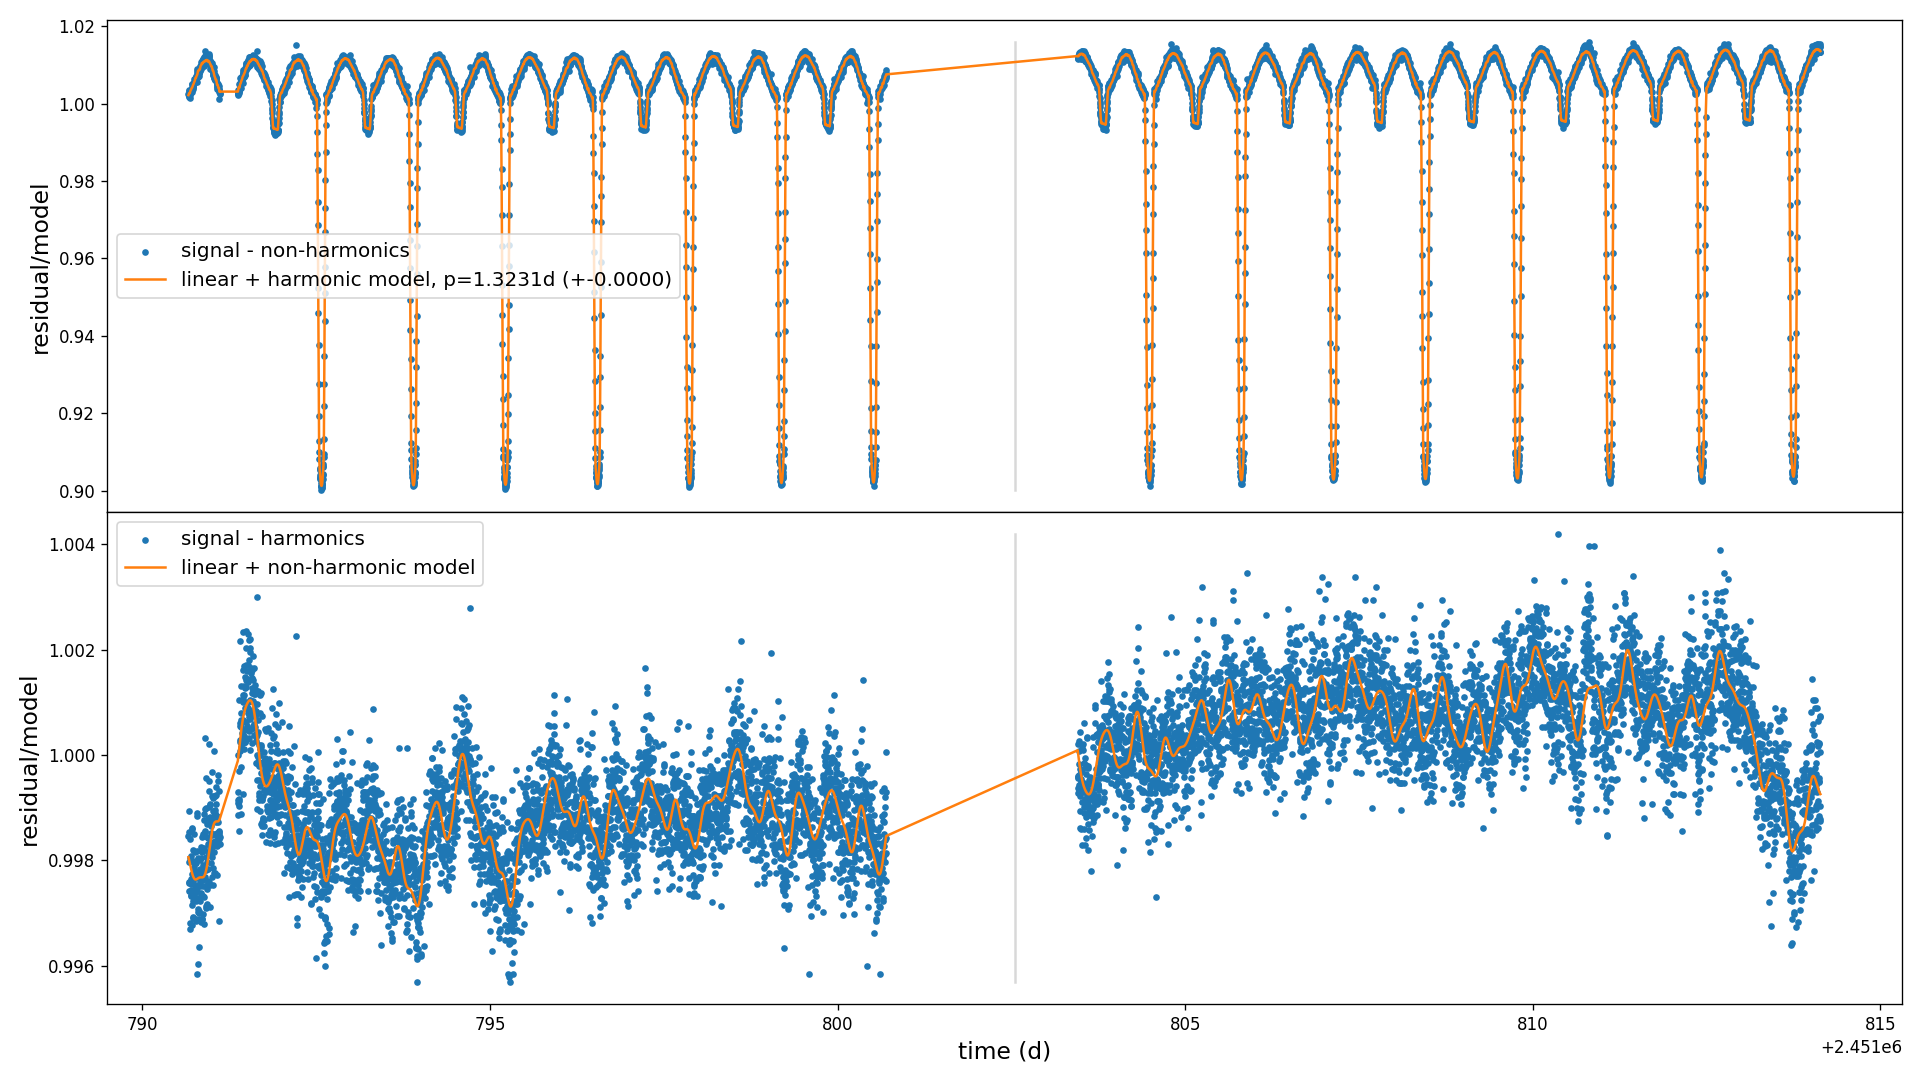 1.02
1.00
0.98
0.96
0.94
0.92
0.90
residual/model
signal - non-harmonics
linear + harmonic model, p=1.3231d (+-0.0000)
1.004
1.002
1.000
0.998
0.996
residual/model
signal - harmonics
linear + non-harmonic model
790 795 800 805 810 815
time (d)
+2.451e6